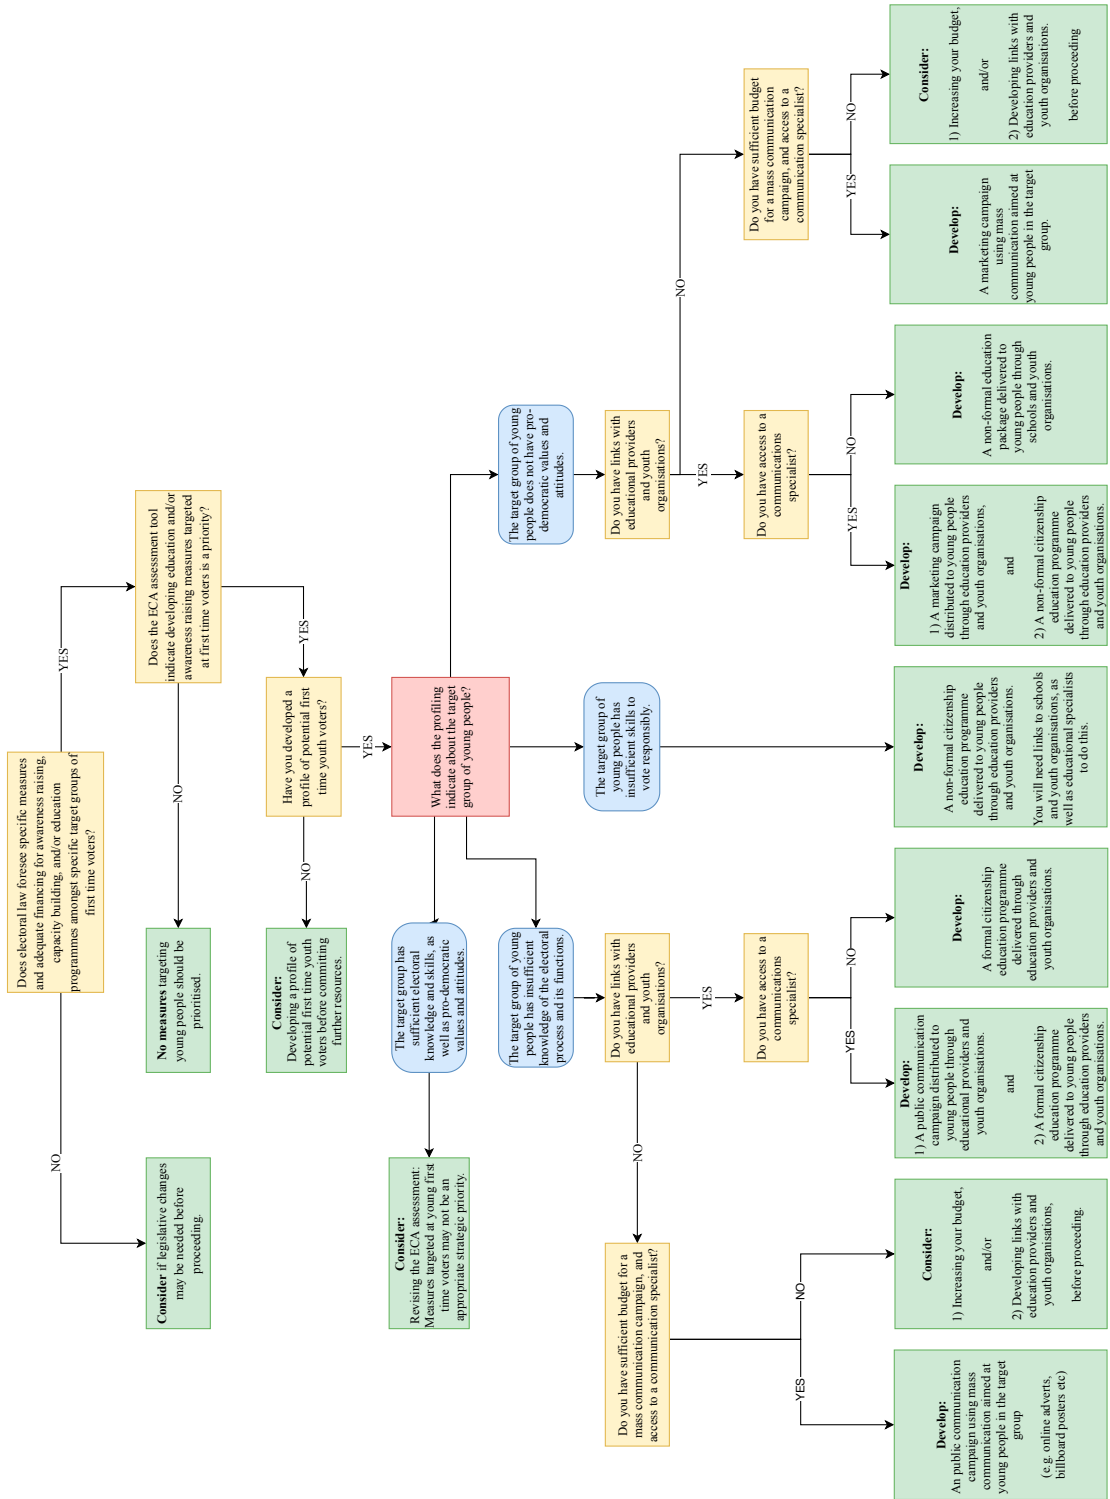 Does electoral law foresee specific measures
and adequate financing for awareness raising,
capacity building, and/or education
programmes amongst specific target groups of
first time voters?
NO
YES
Consider if legislative changes
may be needed before
proceeding.
Does the ECA assessment tool
indicate developing education and/or
awareness raising measures targeted
at first time voters is a priority?
NO
YES
No measures targeting
young people should be
prioritised.
Have you developed a
profile of potential first
time youth voters?
NO
YES
Consider:
Developing a profile of
potential first time youth
voters before committing
further resources.
What does the profiling
indicate about the target
group of young people?
The target group has
sufficient electoral
knowledge and skills, as
well as pro-democratic
values and attitudes.
Consider:
Revising the ECA assessment:
Measures targeted at young first
time voters may not be an
appropriate strategic priority.
The target group of young
people has insufficient
knowledge of the electoral
process and its functions.
The target group of young
people does not have pro-
democratic values and
attitudes.
The target group of
young people has
insufficient skills to
vote responsibly.
Do you have links with
educational providers
and youth
organisations?
NO
YES
Do you have links with
educational providers
and youth
organisations?
YES
NO
Do you have sufficient budget for a
mass communication campaign, and
access to a communication specialist?
YES
NO
Do you have access to a
communications
specialist?
YES
NO
Do you have access to a
communications
specialist?
YES
NO
Do you have sufficient budget
for a mass communication
campaign, and access to a
communication specialist?
YES
NO
Develop:
An public communication
campaign using mass
communication aimed at
young people in the target
group
(e.g. online adverts,
billboard posters etc)
Consider:
1) Increasing your budget,
and/or
2) Developing links with
education providers and
youth organisations,
before proceeding.
Develop:
1) A public communication
campaign distributed to
young people through
educational providers and
youth organisations.
and
2) A formal citizenship
education programme
delivered to young people
through education providers
and youth organisations.
Develop:
A formal citizenship
education programme
delivered through
education providers and
youth organisations.
Develop:
A non-formal citizenship
education programme
delivered to young people
through education providers
and youth organisations.
You will need links to schools
and youth organisations, as
well as educational specialists
to do this.
Develop:
1) A marketing campaign
distributed to young people
through education providers
and youth organisations,
and
2) A non-formal citizenship
education programme
delivered to young people
through education providers
and youth organisations.
Develop:
A non-formal education
package delivered to
young people through
schools and youth
organisations.
Develop:
A marketing campaign
using mass
communication aimed at
young people in the target
group.
Consider:
1) Increasing your budget,
and/or
2) Developing links with
education providers and
youth organisations.
before proceeding